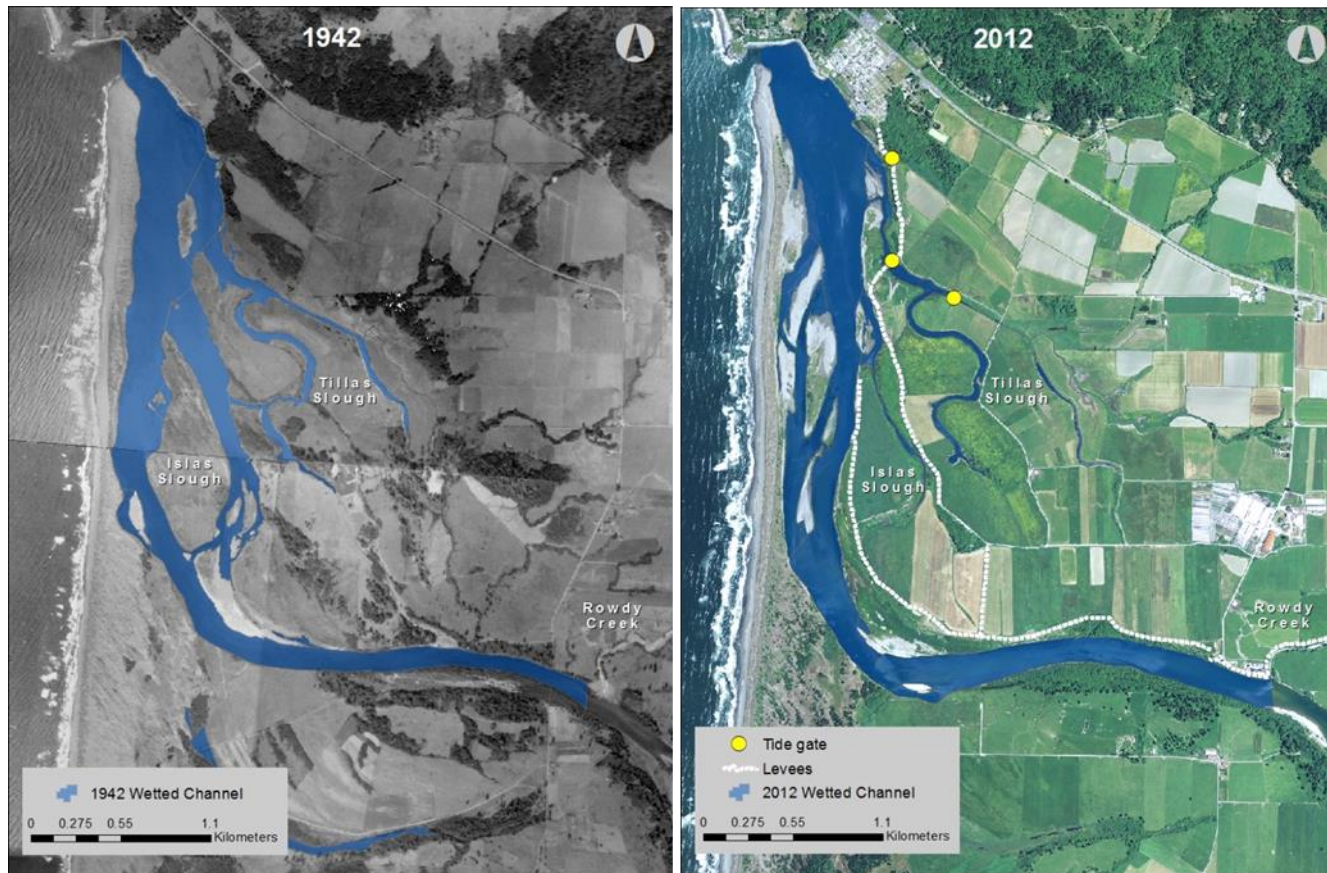 1942
Tillas
Slough
Islas
Slough
Rowdy
Creek
1942 Wetted Channel
0 0.275 0.55 1.1
Kilometers
2012
Tillas
Slough
Islas
Slough
Rowdy
Creek
Tide gate
Levees
2012 Wetted Channel
0 0.275 0.55 1.1
Kilometers